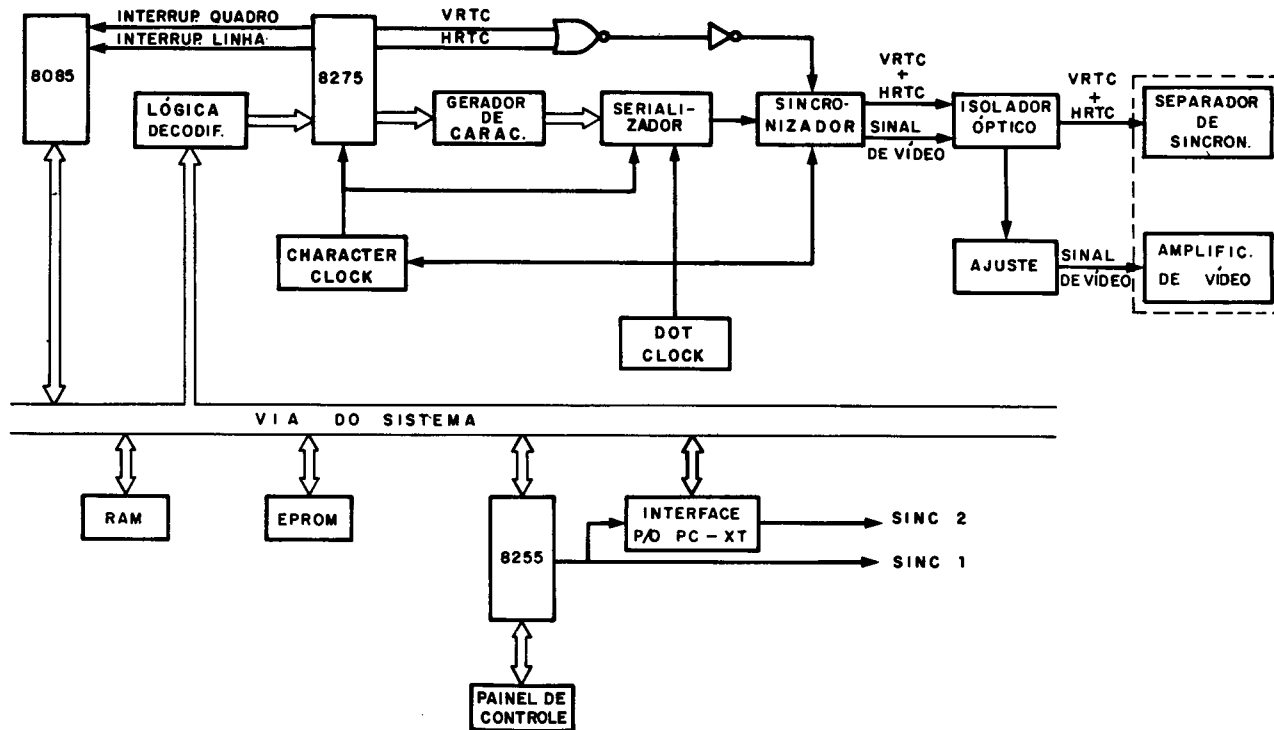 INTERRUP. QUADRO
INTERRUP. LINHA
VRTC
HRTC
8085
8275
LÓGICA
DECODIF.
GERADOR
DE
CARAC.
SERIALI-
ZADOR
SINCRO-
NIZADOR
VRTC
+
HRTC
SINAL
DE VÍDEO
ISOLADOR
ÓPTICO
VRTC
+
HRTC
SEPARADOR
DE
SINCRON.
CHARACTER
CLOCK
AJUSTE
SINAL
DE VÍDEO
AMPLIFIC.
DE VÍDEO
DOT
CLOCK
VIA DO SISTEMA
RAM
EPROM
8255
INTERFACE
P/O PC-XT
SINC 2
SINC 1
PAINEL DE
CONTROLE